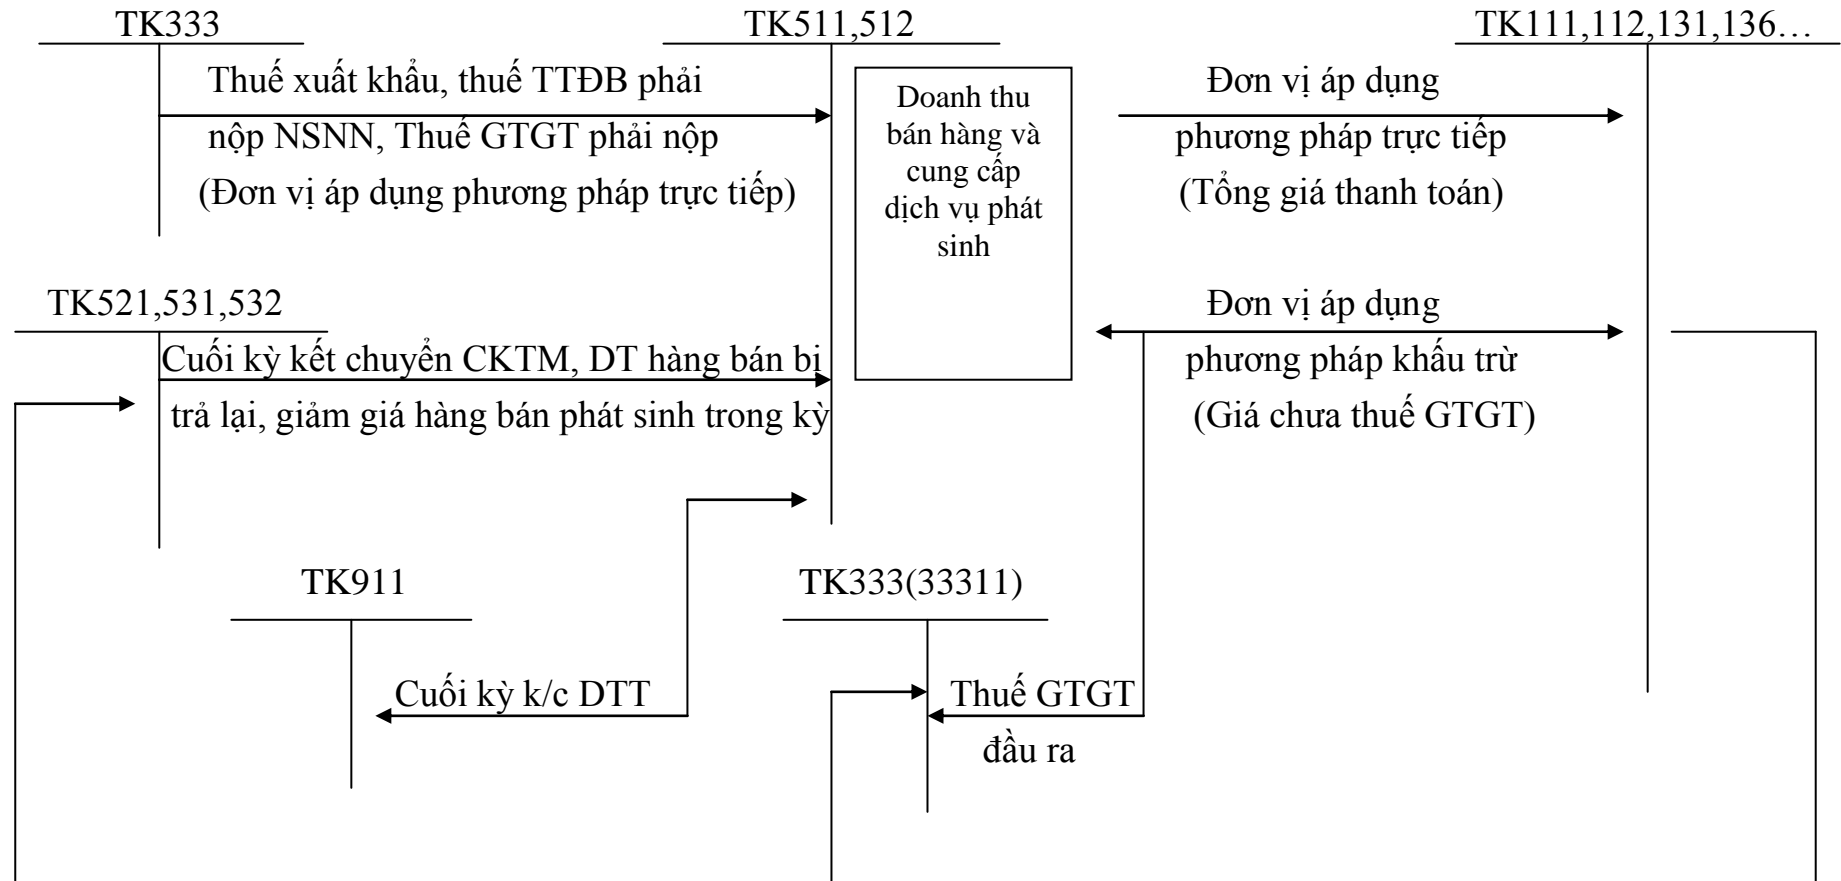 TK333
TK511,512
TK111,112,131,136…
Thuế xuất khẩu, thuế TTĐB phải
nộp NSNN, Thuế GTGT phải nộp
(Đơn vị áp dụng phương pháp trực tiếp)
Doanh thu
bán hàng và
cung cấp
dịch vụ phát
sinh
Đơn vị áp dụng
phương pháp trực tiếp
(Tổng giá thanh toán)
TK521,531,532
Đơn vị áp dụng
phương pháp khấu trừ
(Giá chưa thuế GTGT)
Cuối kỳ kết chuyển CKTM, DT hàng bán bị
trả lại, giảm giá hàng bán phát sinh trong kỳ
TK911
TK333(33311)
Cuối kỳ k/c DTT
Thuế GTGT
đầu ra